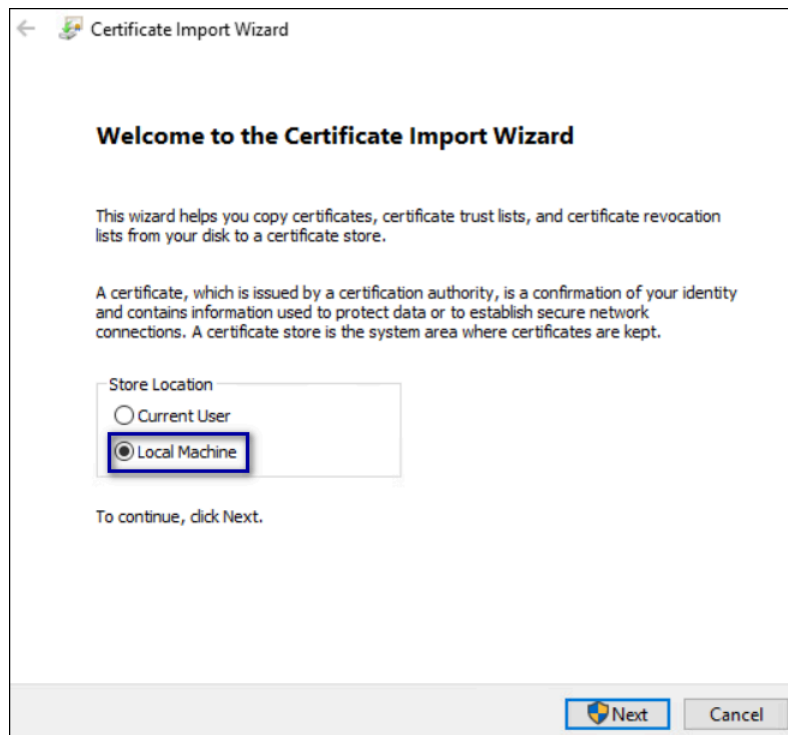 Certificate Import Wizard
Welcome to the Certificate Import Wizard
This wizard helps you copy certificates, certificate trust lists, and certificate revocation
lists from your disk to a certificate store.
A certificate, which is issued by a certification authority, is a confirmation of your identity
and contains information used to protect data or to establish secure network
connections. A certificate store is the system area where certificates are kept.
Store Location
Current User
Local Machine
To continue, click Next.
Next
Cancel